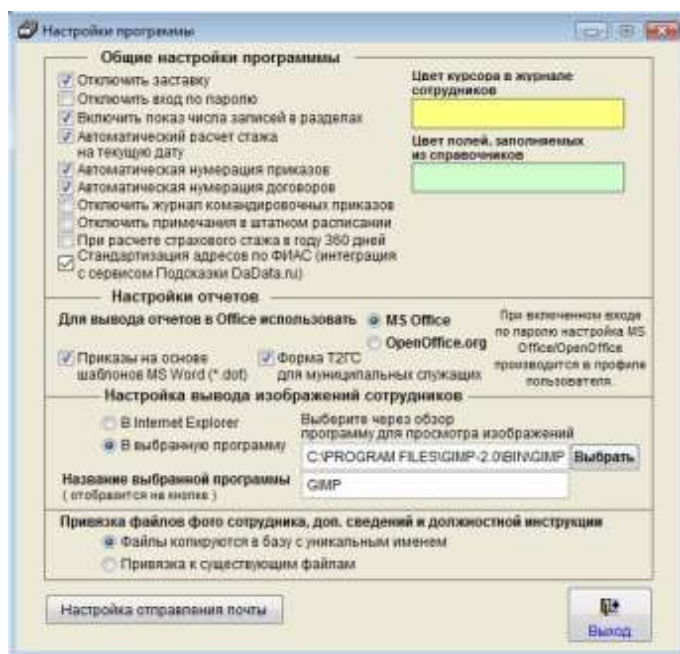 Настройки программы
Общие настройки программмы
Отключить заставку
Отключить вход по паролю
Включить показ числа записей в разделах
Автоматический расчет стажа
на текущую дату
Автоматическая нумерация приказов
Автоматическая нумерация договоров
Отключить журнал командировочных приказов
Отключить примечания в штатном расписании
При расчете страхового стажа в году 360 дней
Стандартизация адресов по ФИАС (интеграция
с сервисом Подсказки DaData.ru)
Цвет курсора в журнале
сотрудников
Цвет полей, заполняемых
из справочников
Настройки отчетов
Для вывода отчетов в Office использовать
MS Office
OpenOffice.org
При включенном входе
по паролю настройка MS
Office/OpenOffice
производится в профиле
пользователя.
Приказы на основе
шаблонов MS Word (*.dot)
Форма Т2ГС
для муниципальных служащих
Настройка вывода изображений сотрудников
В Internet Explorer
В выбранную программу
Выберите через обзор
программу для просмотра изображений
C:\PROGRAM FILES\GIMP-2.0\BIN\GIMP
Выбрать
Название выбранной программы
( отобразится на кнопке )
GIMP
Привязка файлов фото сотрудника, доп. сведений и должностной инструкции
Файлы копируются в базу с уникальным именем
Привязка к существующим файлам
Настройка отправления почты
Выход